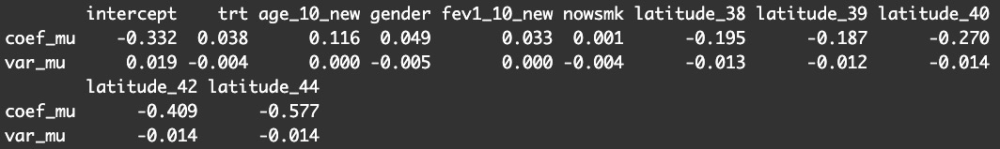 intercept trt age_10_new gender fev1_10_new nowsmk latitude_38 latitude_39 latitude_40
coef_mu -0.332 0.038 0.116 0.049 0.033 0.001 -0.195 -0.187 -0.270
var_mu 0.019 -0.004 0.000 -0.005 0.000 -0.004 -0.013 -0.012 -0.014
latitude_42 latitude_44
coef_mu -0.409 -0.577
var_mu -0.014 -0.014